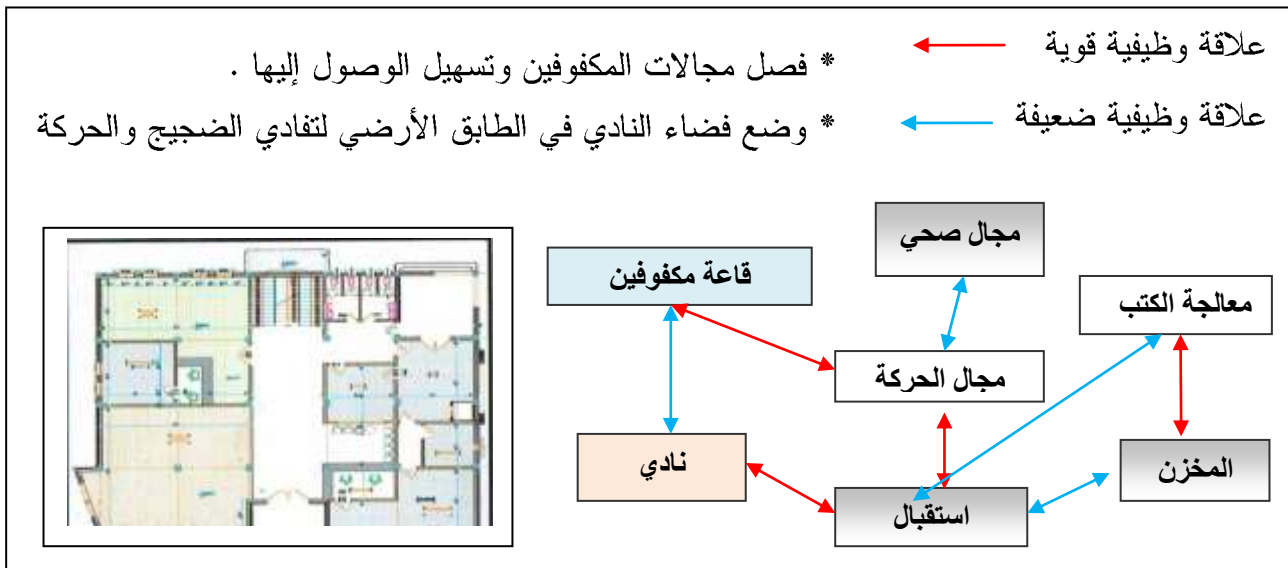 علاقة وظيفية قوية
علاقة وظيفية ضعيفة
* فصل مجالات المكفوفين وتسهيل الوصول إليها .
* وضع فضاء النادي في الطابق الأرضي لتفادي الضجيج والحركة
مجال صحي
قاعة مكفوفين
معالجة الكتب
مجال الحركة
نادي
المخزن
استقبال